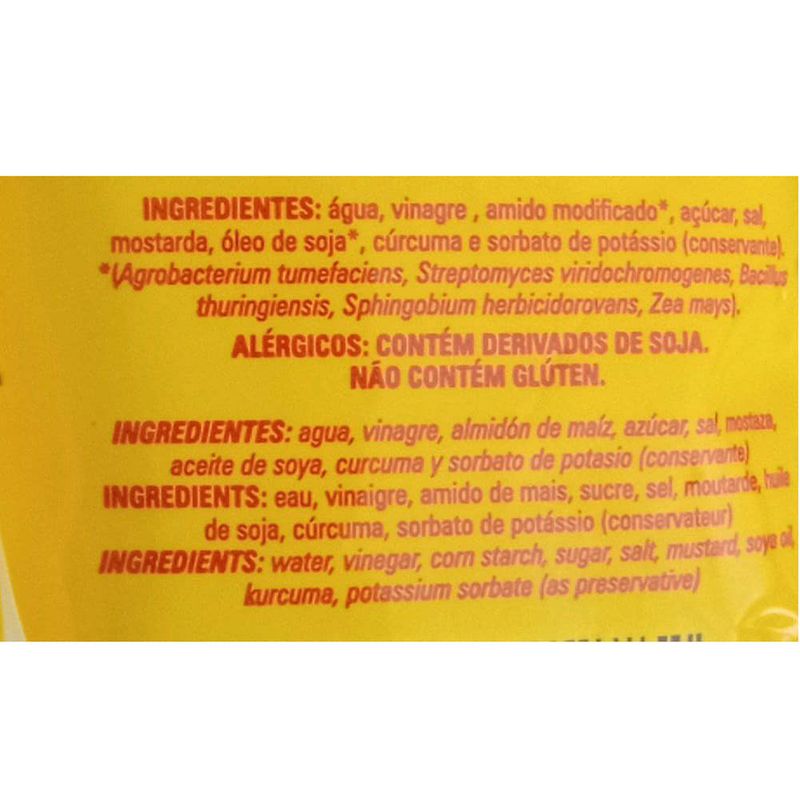 INGREDIENTES: água, vinagre , amido modificado*, açúcar, sal,
mostarda, óleo de soja*, cúrcuma e sorbato de potássio (conservante).
*(Agrobacterium tumefaciens, Streptomyces viridochromogenes, Bacillus
thuringiensis, Sphingobium herbicidorovans, Zea mays).
ALÉRGICOS: CONTÉM DERIVADOS DE SOJA.
NÃO CONTÉM GLÚTEN.
INGREDIENTES: agua, vinagre, almidón de maíz, azúcar, sal, mostaza,
aceite de soya, curcuma y sorbato de potasio (conservante)
INGREDIENTS: eau, vinaigre, amido de mais, sucre, sel, moutarde, huile
de soja, cúrcuma, sorbato de potássio (conservateur)
INGREDIENTS: water, vinegar, corn starch, sugar, salt, mustard, soya oil,
kurcuma, potassium sorbate (as preservative)